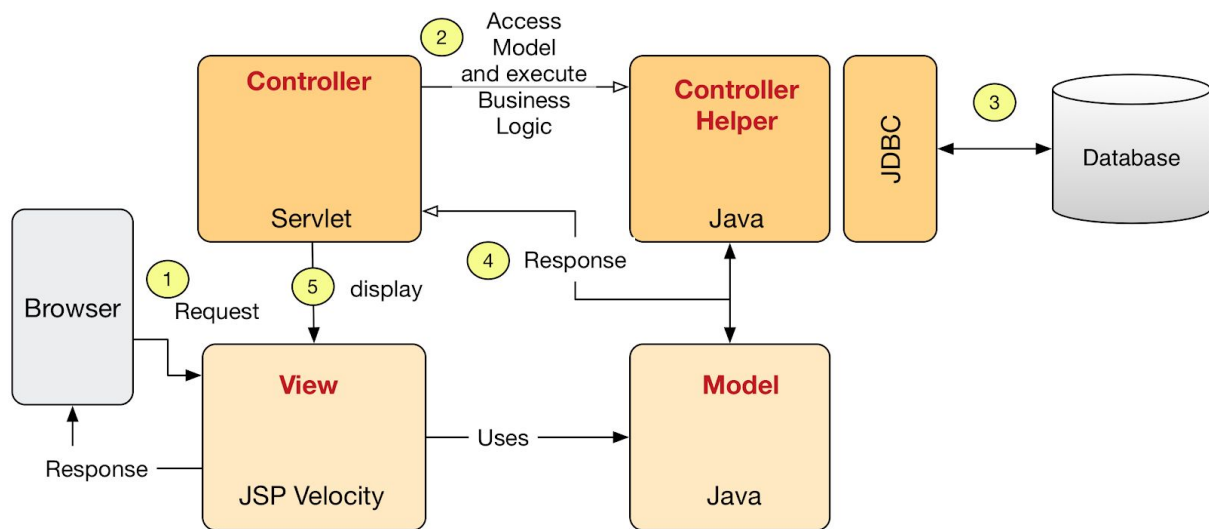 2
Access
Model
and execute
Business
Logic
Controller
Servlet
Controller
Helper
Java
JDBC
3
Database
Browser
1
Request
5
display
4
Response
View
JSP Velocity
Uses
Model
Java
Response